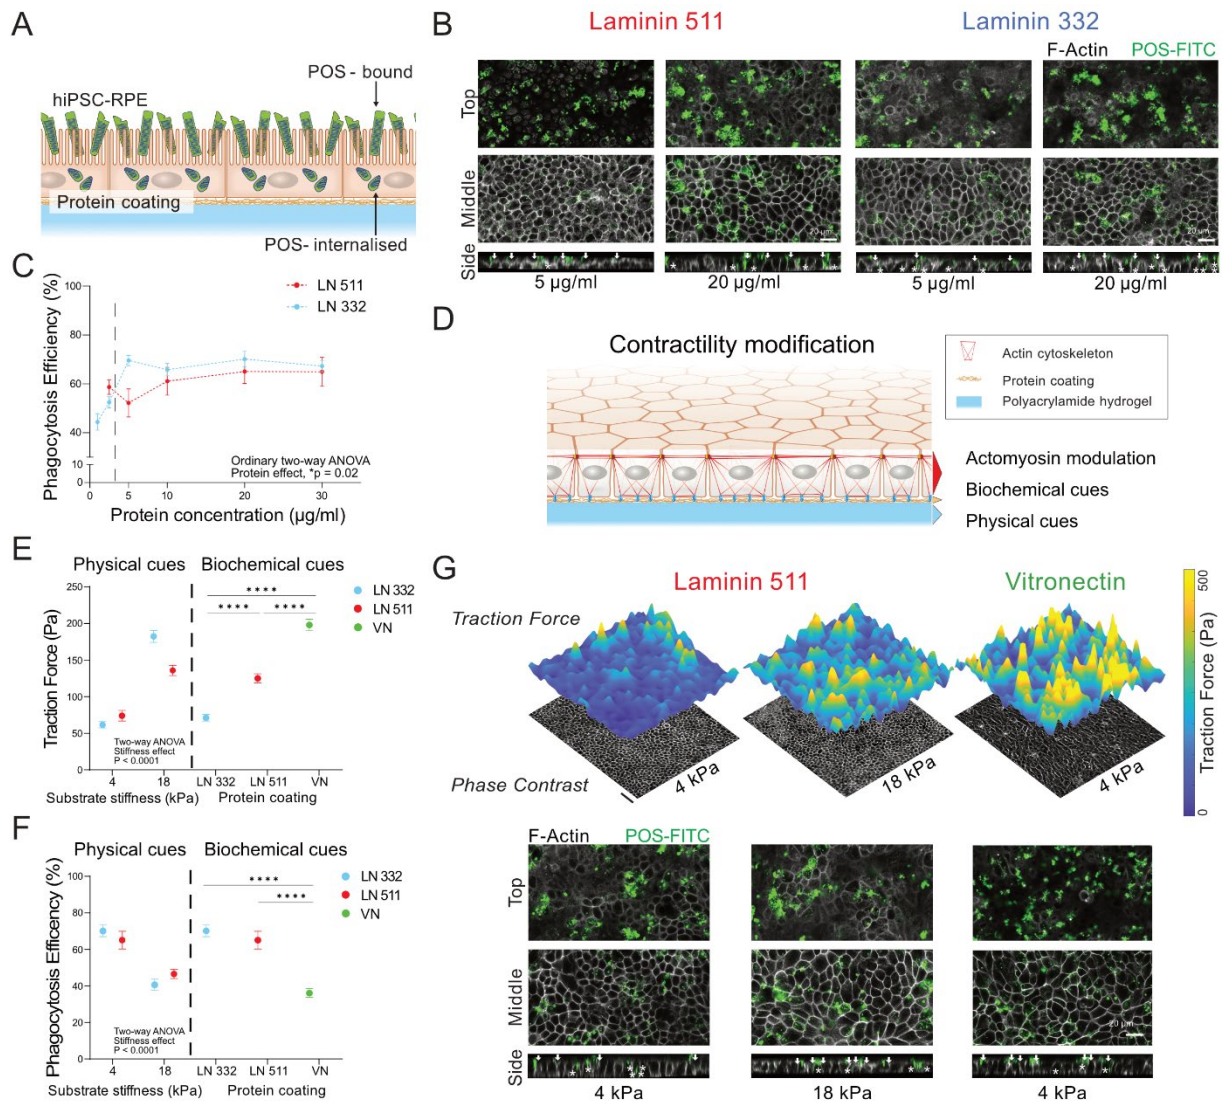 A
POS - bound
hiPSC-RPE
Protein coating
POS- internalised
B
Laminin 511
Laminin 332
F-Actin POS-FITC
Top
Middle
20 µm
20 µm
Side
5 µg/ml
20 µg/ml
5 µg/ml
20 µg/ml
C
Phagocytosis Efficiency (%)
100
80
60
40
10
0
LN 511
LN 332
Ordinary two-way ANOVA
Protein effect, *p = 0.02
0 5 10 20 30
Protein concentration (µg/ml)
D
Contractility modification
Actin cytoskeleton
Protein coating
Polyacrylamide hydrogel
Actomyosin modulation
Biochemical cues
Physical cues
E
Physical cues
Biochemical cues
Traction Force (Pa)
250
200
150
100
50
0
**** 
**** ****
LN 332
LN 511
VN
Two-way ANOVA
Stiffness effect
P < 0.0001
4 18 LN 332 LN 511 VN
Substrate stiffness (kPa) Protein coating
F
Physical cues
Biochemical cues
Phagocytosis Efficency (%)
100
80
60
40
20
0
****
****
LN 332
LN 511
VN
Two-way ANOVA
Stiffness effect
P < 0.0001
4 18 LN 332 LN 511 VN
Substrate stiffness (kPa) Protein coating
G
Laminin 511
Vitronectin
Traction Force
Phase Contrast
4 kPa
18 kPa
4 kPa
500
Traction Force (Pa)
0
F-Actin POS-FITC
Top
Middle
20 µm
Side
4 kPa
18 kPa
4 kPa